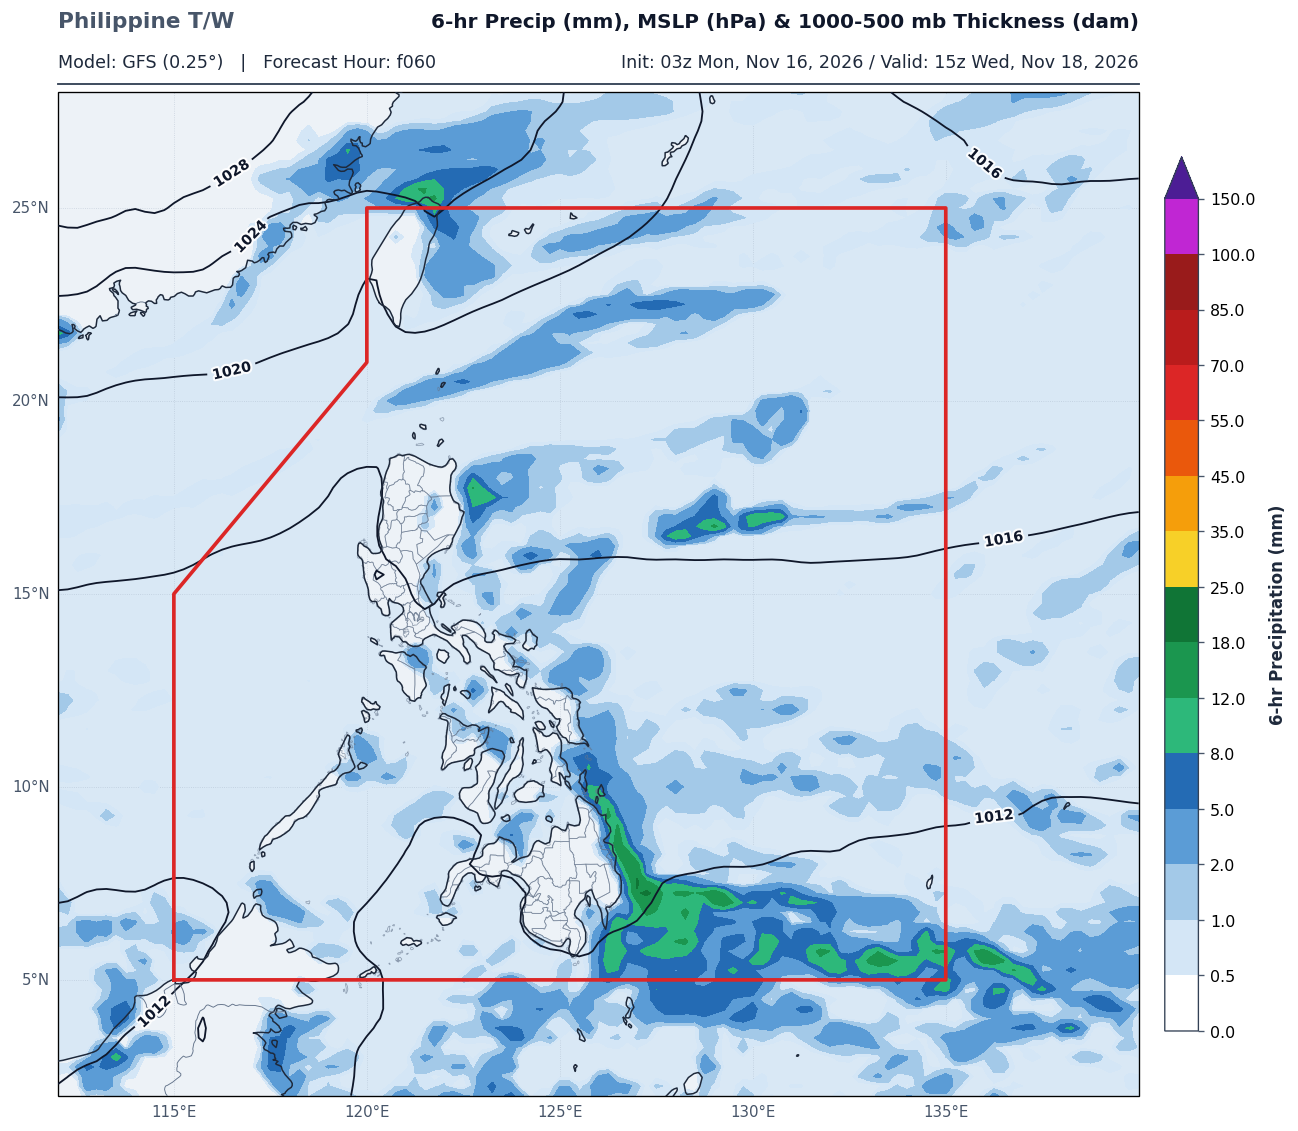 Philippine T/W
6-hr Precip (mm), MSLP (hPa) & 1000-500 mb Thickness (dam)
Model: GFS (0.25°) | Forecast Hour: f060
Init: 03z Mon, Nov 16, 2026 / Valid: 15z Wed, Nov 18, 2026
1028
1024
1020
1016
1016
1012
1012
25°N
20°N
15°N
10°N
5°N
115°E
120°E
125°E
130°E
135°E
150.0
100.0
85.0
70.0
55.0
45.0
35.0
25.0
18.0
12.0
8.0
5.0
2.0
1.0
0.5
0.0
6-hr Precipitation (mm)